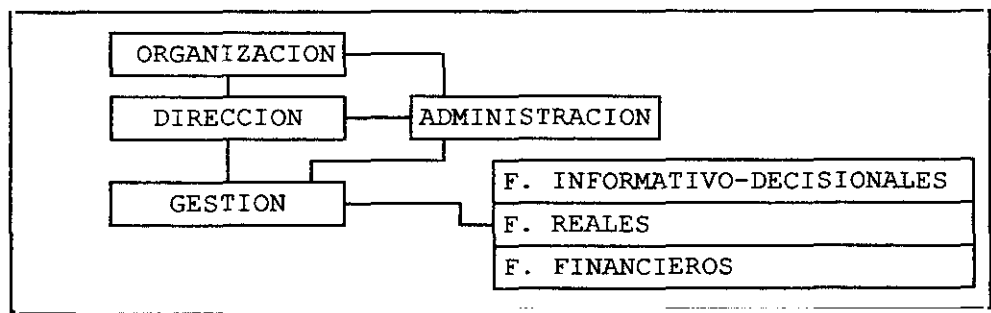 ORGANIZACION
DIRECCION
ADMINISTRACION
GESTION
F. INFORMATIVO-DECISIONALES
F. REALES
F. FINANCIEROS